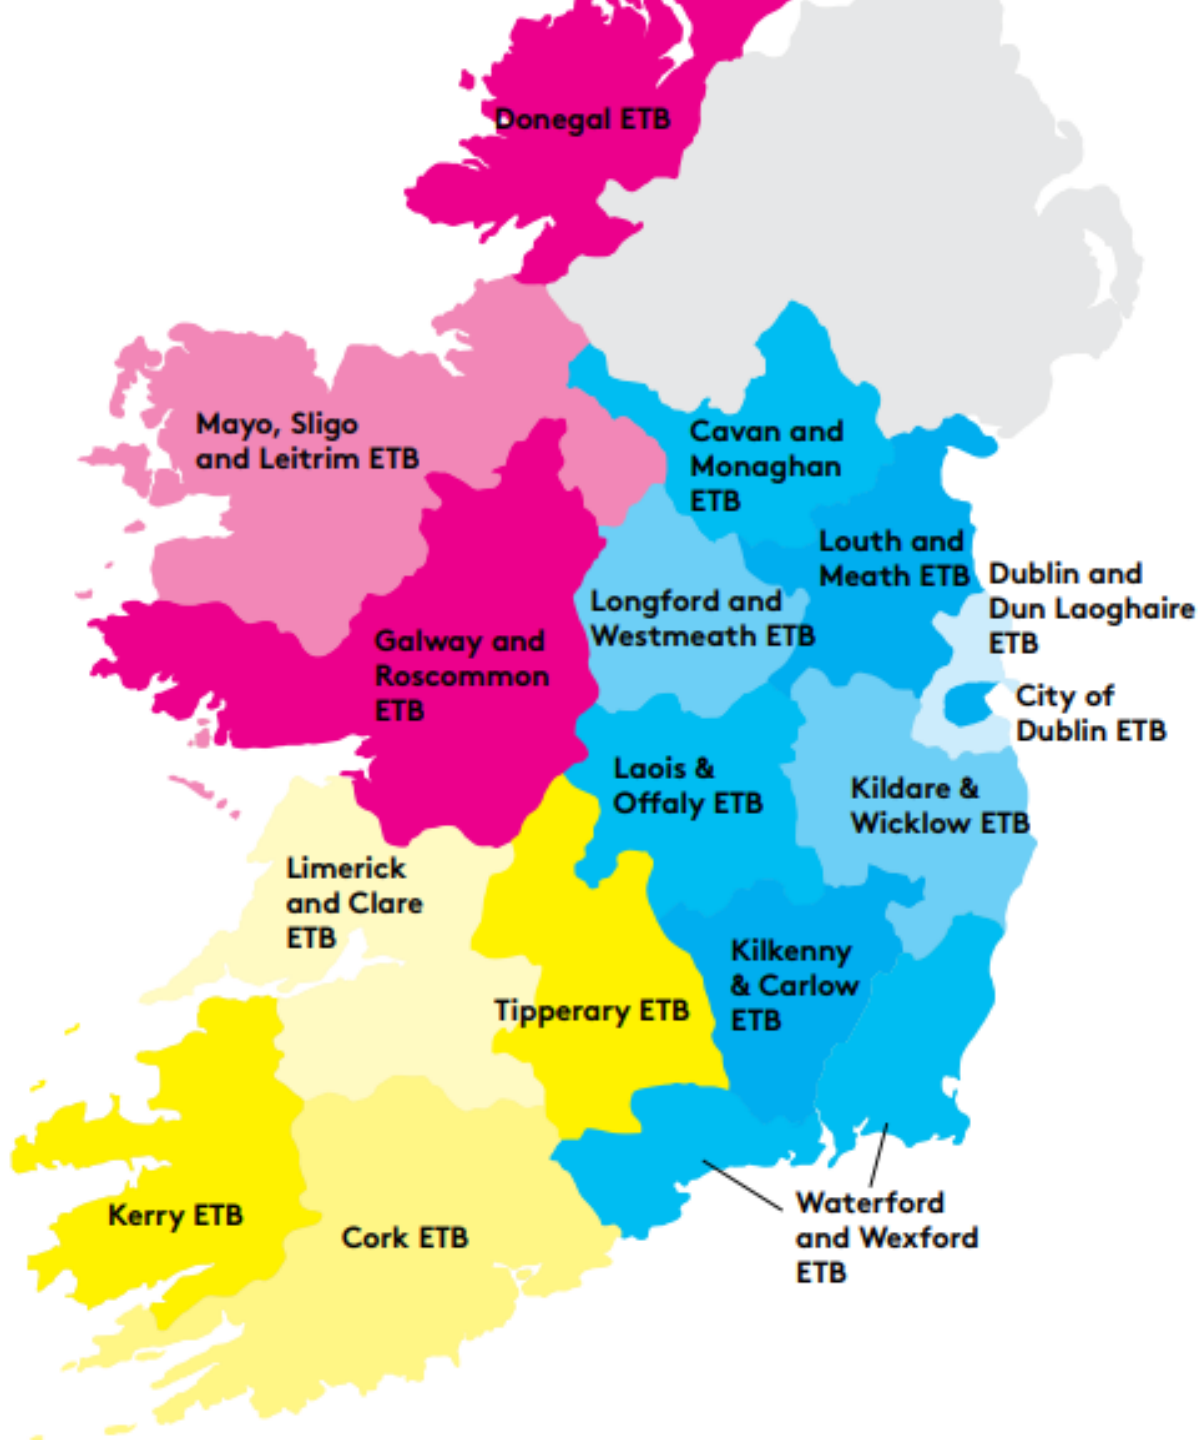 Donegal ETB
Mayo, Sligo
and Leitrim ETB
Cavan and
Monaghan
ETB
Louth and
Meath ETB
Dublin and
Dun Laoghaire
ETB
Longford and
Westmeath ETB
Galway and
Roscommon
ETB
City of
Dublin ETB
Laois &
Offaly ETB
Kildare &
Wicklow ETB
Limerick
and Clare
ETB
Kilkenny
& Carlow
ETB
Tipperary ETB
Kerry ETB
Cork ETB
Waterford
and Wexford
ETB